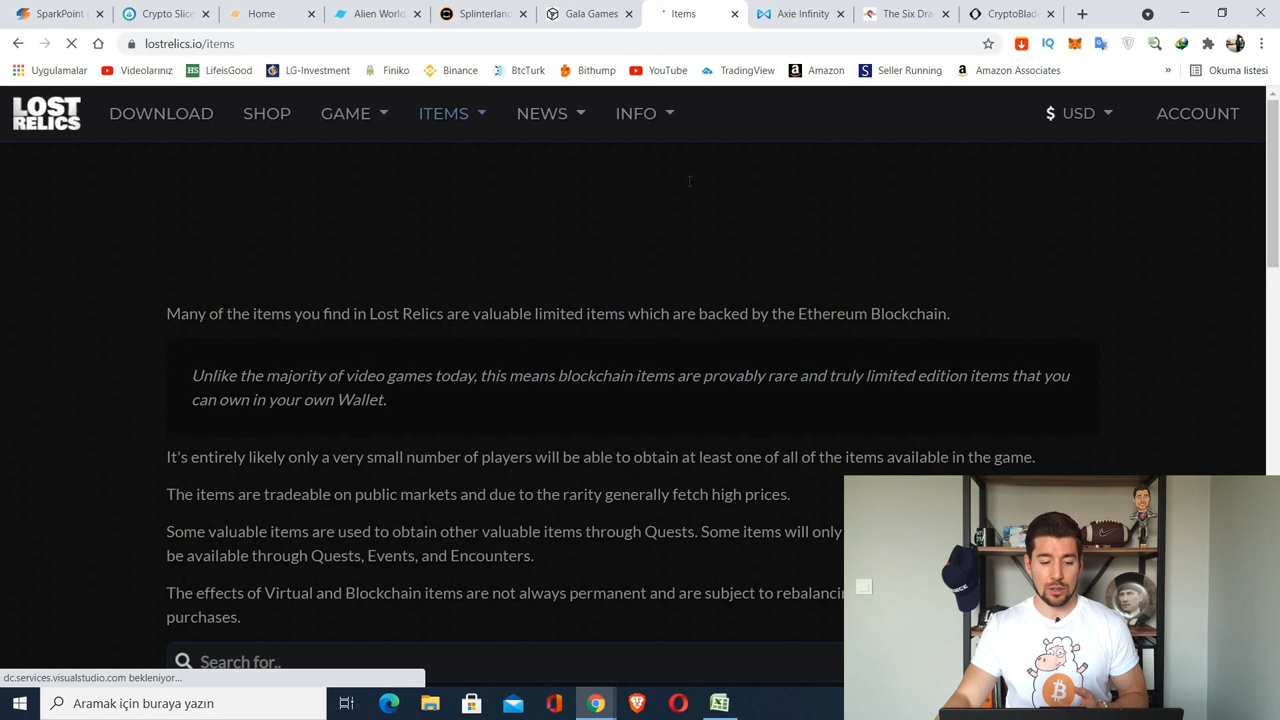 SparkPoint
Crypto Slice
Home
Alien World
Splinterland
Gala Games
Items
Axie Infinity
The Six Dra
CryptoBlade
lostrelics.io/items
IQ
Uygulamalar
Videolarınız
HS LifeisGood
LG-Investment
Finiko
Binance
BtcTurk
Bithump
YouTube
TradingView
a Amazon
S Seller Running
a Amazon Associates
»
Okuma listesi
LOST RELICS
DOWNLOAD
SHOP
GAME
ITEMS
NEWS
INFO
$ USD
ACCOUNT
Many of the items you find in Lost Relics are valuable limited items which are backed by the Ethereum Blockchain.
Unlike the majority of video games today, this means blockchain items are provably rare and truly limited edition items that you
can own in your own Wallet.
It's entirely likely only a very small number of players will be able to obtain at least one of all of the items available in the game.
The items are tradeable on public markets and due to the rarity generally fetch high prices.
Some valuable items are used to obtain other valuable items through Quests. Some items will only
be available through Quests, Events, and Encounters.
The effects of Virtual and Blockchain items are not always permanent and are subject to rebalancin
purchases.
Search for..
dc.services.visualstudio.com bekleniyor...
Aramak için buraya yazın